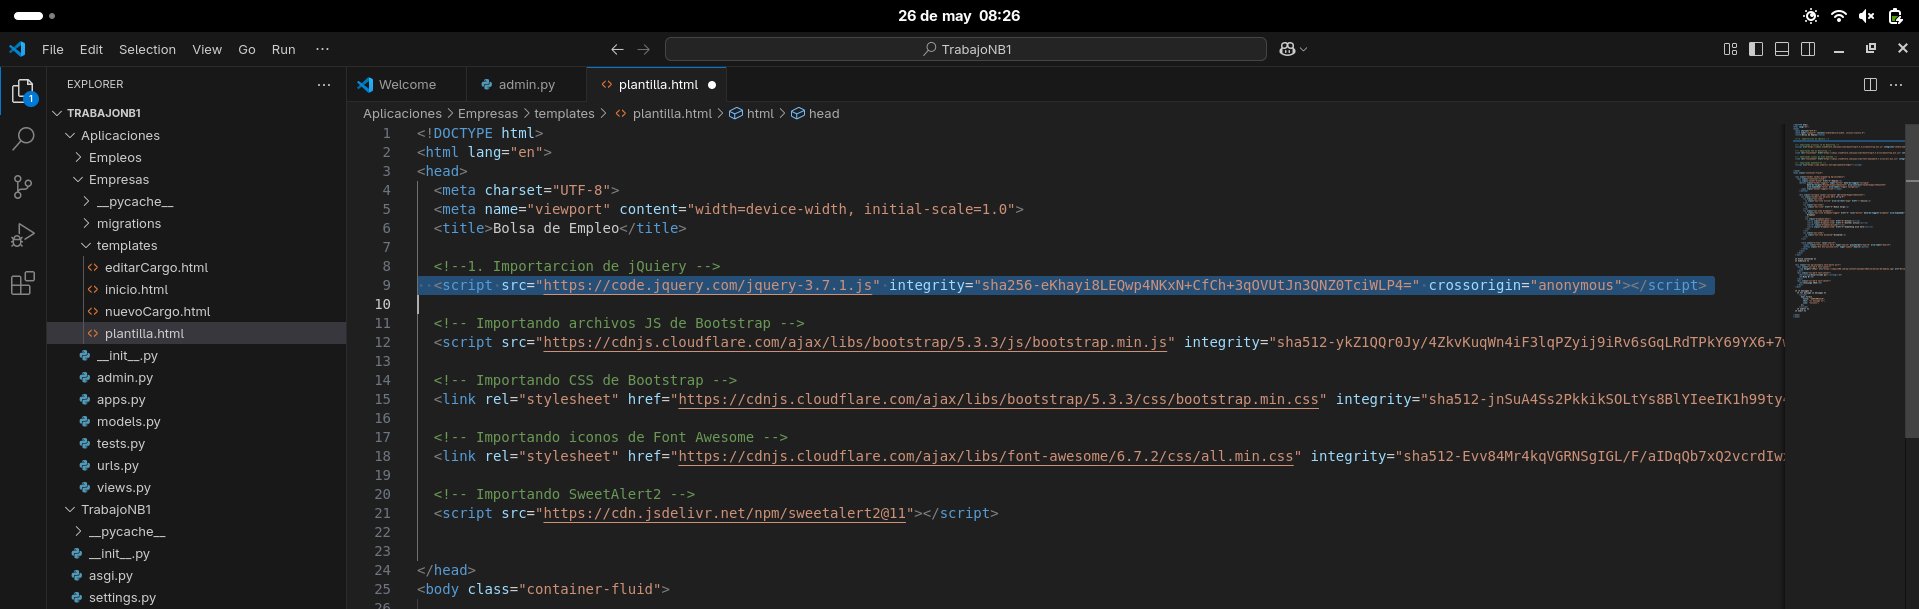 26 de may 08:26
File Edit Selection View Go Run ··· TrabajoNB1
EXPLORER ···
1
TRABAJONB1
Aplicaciones
Empleos
Empresas
__pycache__
migrations
templates
editarCargo.html
inicio.html
nuevoCargo.html
plantilla.html
__init__.py
admin.py
apps.py
models.py
tests.py
urls.py
views.py
TrabajoNB1
__pycache__
__init__.py
asgi.py
settings.py
Welcome admin.py plantilla.html
Aplicaciones > Empresas > templates > plantilla.html > html > head
1 <!DOCTYPE html>
2 <html lang="en">
3 <head>
4 <meta charset="UTF-8">
5 <meta name="viewport" content="width=device-width, initial-scale=1.0">
6 <title>Bolsa de Empleo</title>
7
8 <!--1. Importarcion de jQuiery -->
9 <script src="https://code.jquery.com/jquery-3.7.1.js" integrity="sha256-eKhayi8LEQwp4NKxN+CfCh+3qOVUtJn3QNZ0TciWLP4=" crossorigin="anonymous"></script>
10
11 <!-- Importando archivos JS de Bootstrap -->
12 <script src="https://cdnjs.cloudflare.com/ajax/libs/bootstrap/5.3.3/js/bootstrap.min.js" integrity="sha512-ykZ1QQr0Jy/4ZkvKuqWn4iF3lqPZyij9iRv6sGqLRdTPkY69YX6+7
13
14 <!-- Importando CSS de Bootstrap -->
15 <link rel="stylesheet" href="https://cdnjs.cloudflare.com/ajax/libs/bootstrap/5.3.3/css/bootstrap.min.css" integrity="sha512-jnSuA4Ss2PkkikSOLtYs8BlYIeeIK1h99ty
16
17 <!-- Importando iconos de Font Awesome -->
18 <link rel="stylesheet" href="https://cdnjs.cloudflare.com/ajax/libs/font-awesome/6.7.2/css/all.min.css" integrity="sha512-Evv84Mr4kqVGRNSgIGL/F/aIDqQb7xQ2vcrdIw
19
20 <!-- Importando SweetAlert2 -->
21 <script src="https://cdn.jsdelivr.net/npm/sweetalert2@11"></script>
22
23
24 </head>
25 <body class="container-fluid">
26